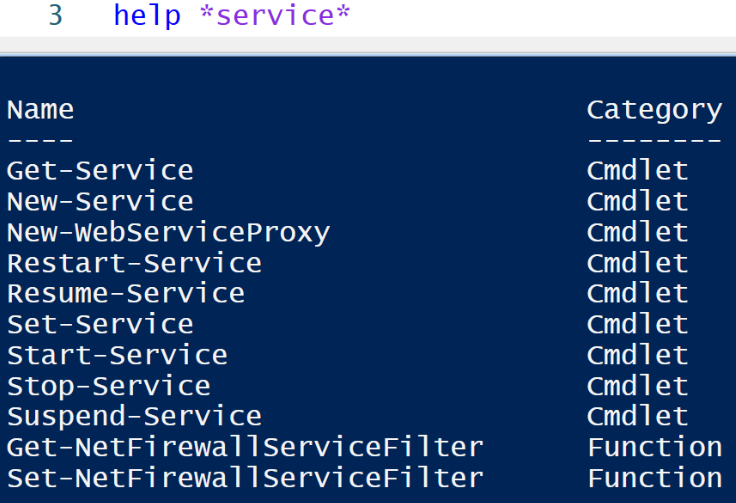 3 help *service*
Name Category
---- --------
Get-Service Cmdlet
New-Service Cmdlet
New-WebServiceProxy Cmdlet
Restart-Service Cmdlet
Resume-Service Cmdlet
Set-Service Cmdlet
Start-Service Cmdlet
Stop-Service Cmdlet
Suspend-Service Cmdlet
Get-NetFirewallServiceFilter Function
Set-NetFirewallServiceFilter Function